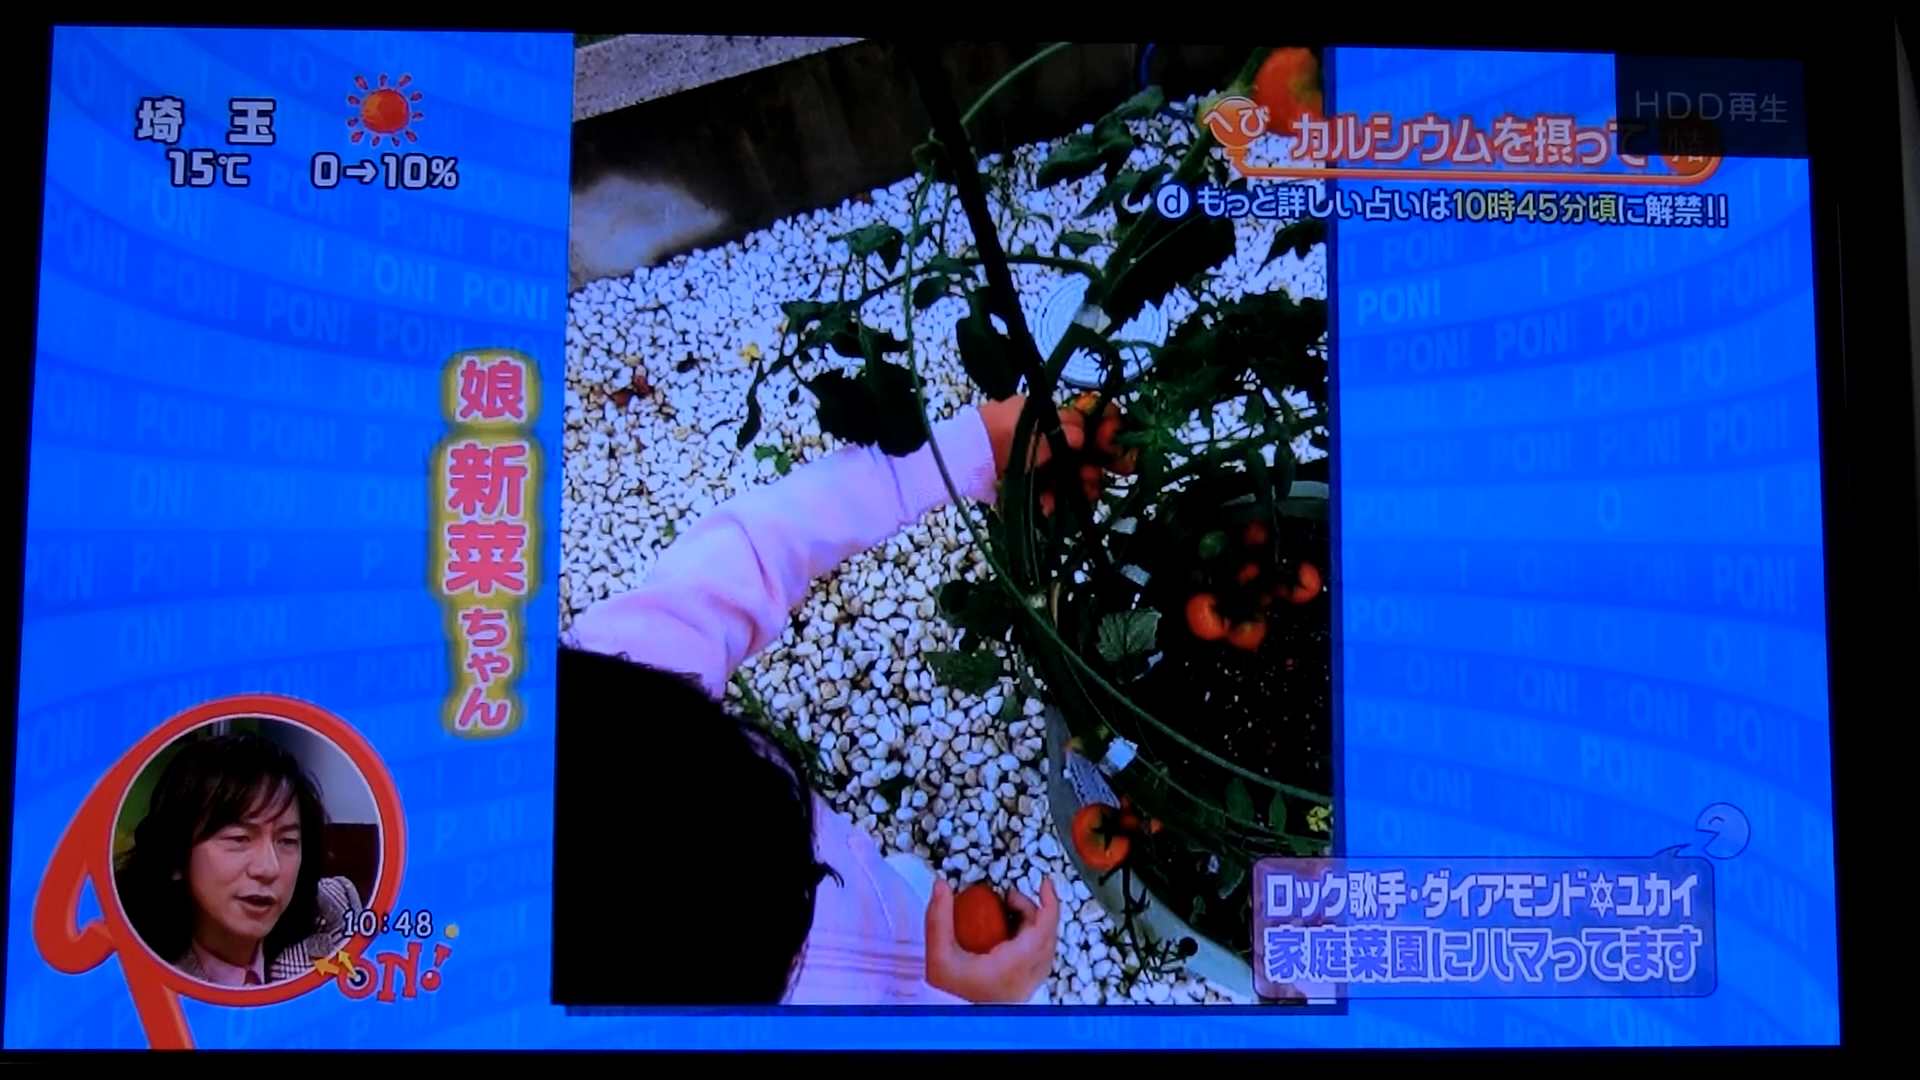 埼玉
15℃ 0→10%
HDD再生
へび カルシウムを摂って
ⓓもっと詳しい占いは10時45分頃に解禁!!
娘 新菜ちゃん
10:48
PON!
ロック歌手・ダイアモンド✡ユカイ
家庭菜園にハマってます